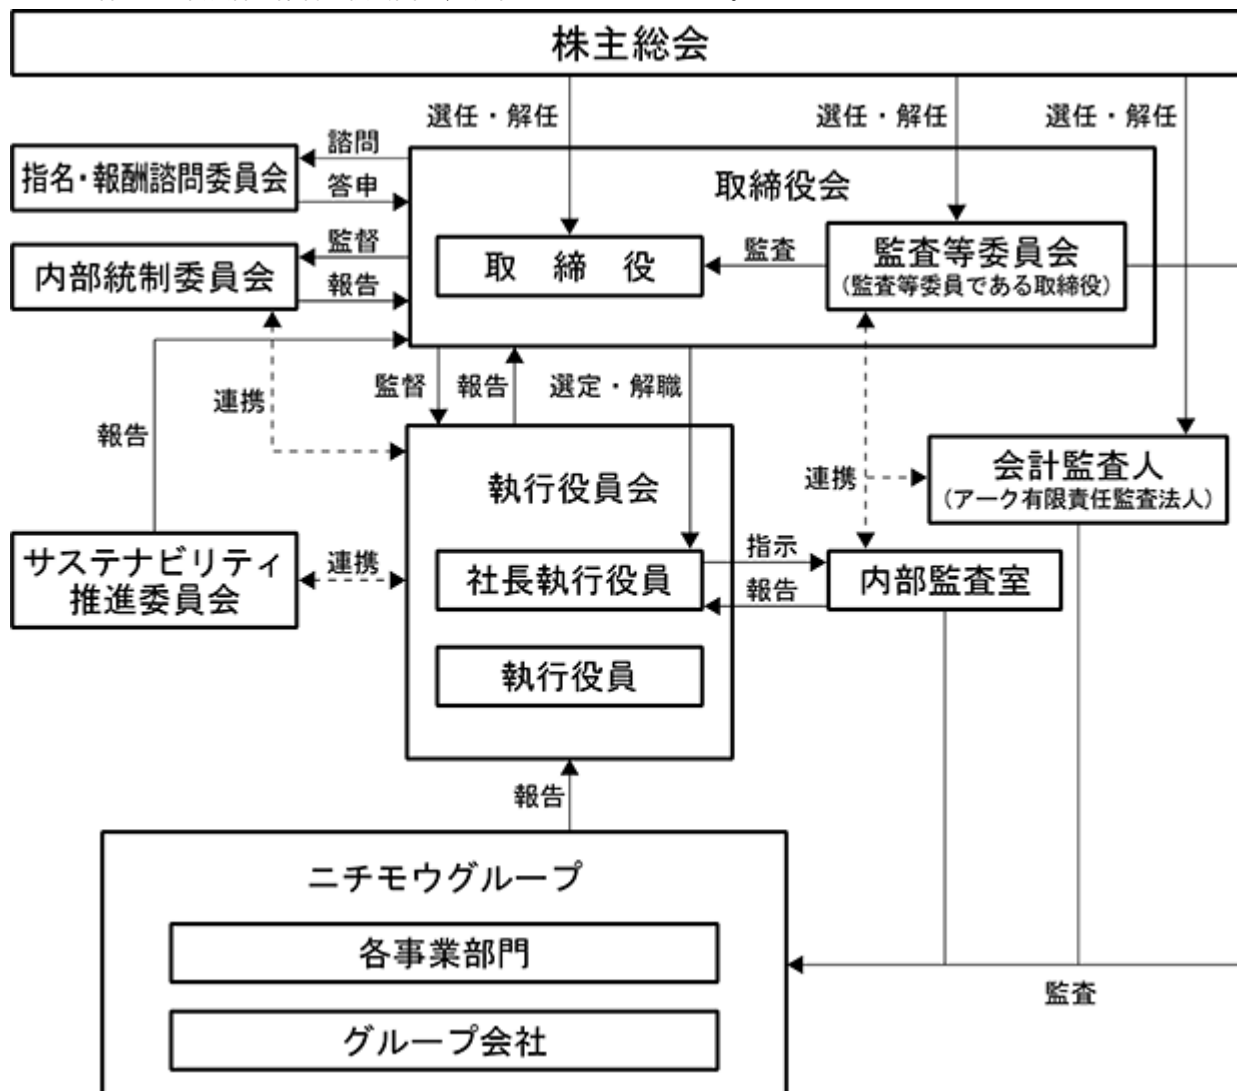 株主総会
選任・解任
選任・解任
選任・解任
諮問
指名・報酬諮問委員会
答申
取締役会
監督
内部統制委員会
報告
取締役
監査
監査等委員会
(監査等委員である取締役)
監督
報告
選定・解職
連携
報告
執行役員会
会計監査人
(アーク有限責任監査法人)
連携
サステナビリティ
推進委員会
連携
社長執行役員
指示
報告
内部監査室
執行役員
報告
ニチモウグループ
各事業部門
監査
グループ会社